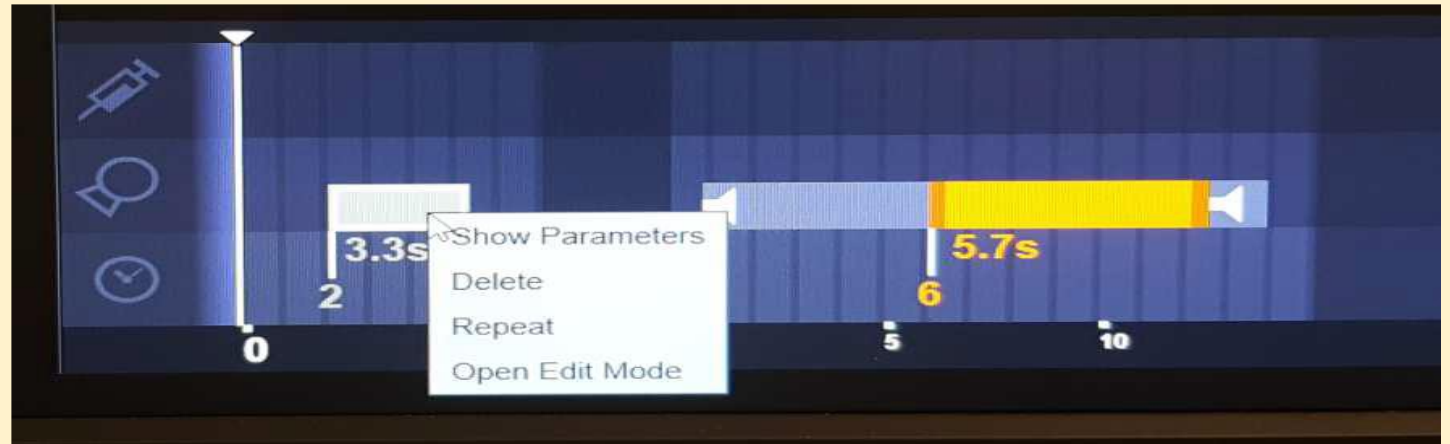 3.3s
5.7s
2
6
0
5
10
Show Parameters
Delete
Repeat
Open Edit Mode